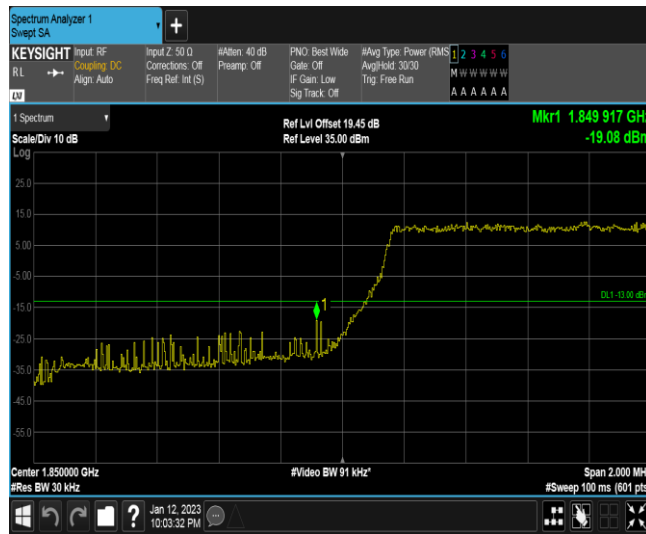 Spectrum Analyzer 1
Swept SA
+
KEYSIGHT
RL
LXI
Input: RF
Coupling: DC
Align: Auto
Input Z: 50 Ω
Corrections: Off
Freq Ref: Int (S)
#Atten: 40 dB
Preamp: Off
PNO: Best Wide
Gate: Off
IF Gain: Low
Sig Track: Off
#Avg Type: Power (RMS
Avg|Hold: 30/30
Trig: Free Run
1 2 3 4 5 6
M W W W W W
A A A A A A
1 Spectrum
Scale/Div 10 dB
Ref Lvl Offset 19.45 dB
Ref Level 35.00 dBm
Mkr1 1.849 917 GH
-19.08 dBm
Log
25.0
15.0
5.00
-5.00
DL1 -13.00 dB
1
-15.0
-25.0
-35.0
-45.0
-55.0
Center 1.850000 GHz
#Res BW 30 kHz
#Video BW 91 kHz*
Span 2.000 MH
#Sweep 100 ms (601 pts
?
Jan 12, 2023
10:03:32 PM